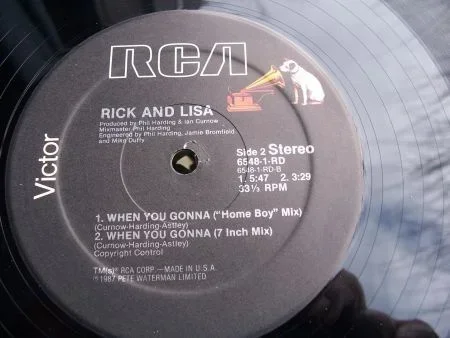 RCA
Victor
RICK AND LISA
Produced by Phil Harding & Ian Curnow
Mixmaster Phil Harding
Engineered by Phil Harding, Jamie Bromfield
and Mike Duffy
Side 2 Stereo
6548-1-RD
6548-1-RD-B
1. 5:47 2. 3:29
33⅓ RPM
1. WHEN YOU GONNA ("Home Boy" Mix)
(Curnow-Harding-Astley)
2. WHEN YOU GONNA (7 Inch Mix)
(Curnow-Harding-Astley)
Copyright Control
TM(s)® RCA CORP.—MADE IN U.S.A.
℗1987 PETE WATERMAN LIMITED